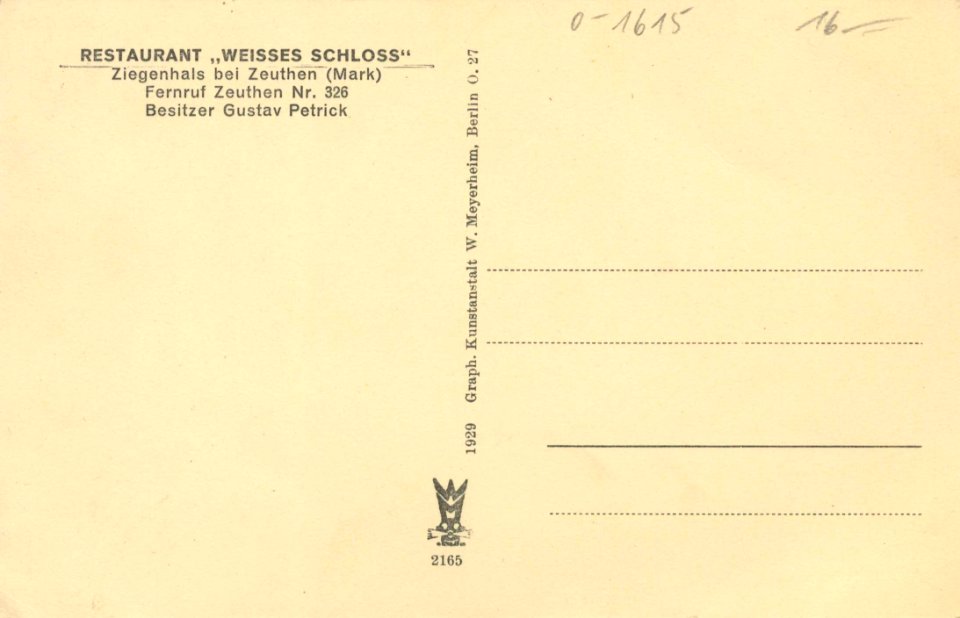 RESTAURANT „WEISSES SCHLOSS“
Ziegenhals bei Zeuthen (Mark)
Fernruf Zeuthen Nr. 326
Besitzer Gustav Petrick
1929 Graph. Kunstanstalt W. Meyerheim, Berlin O. 27
2165
0-1615
16-